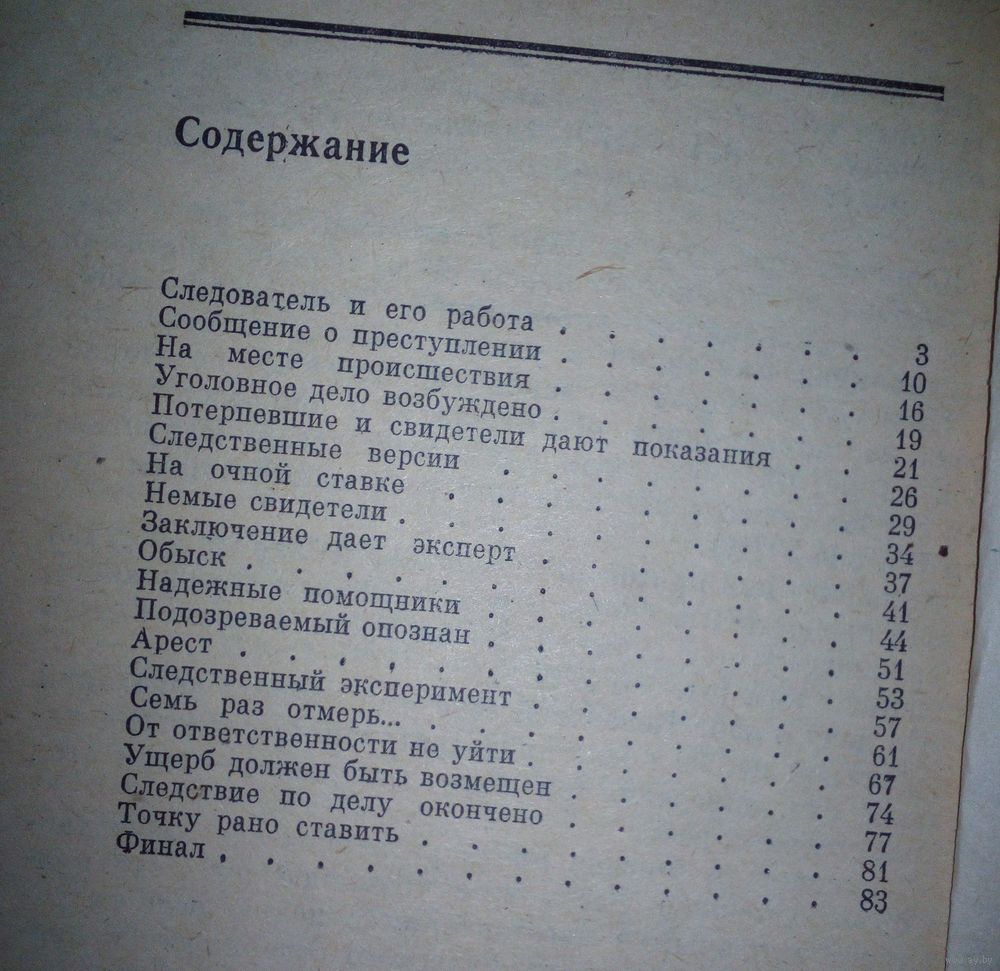 Содержание
Следователь и его работа . . . . . . . 3
Сообщение о преступлении . . . . . . . 10
На месте происшествия . . . . . . . 16
Уголовное дело возбуждено . . . . . . . 19
Потерпевшие и свидетели дают показания . . 21
Следственные версии . . . . . . . . 26
На очной ставке . . . . . . . . . 29
Немые свидетели . . . . . . . . . . 34
Заключение дает эксперт . . . . . . . 37
Обыск . . . . . . . . . . . . . 41
Надежные помощники . . . . . . . . 44
Подозреваемый опознан . . . . . . . . 51
Арест . . . . . . . . . . . . . 53
Следственный эксперимент . . . . . . . 57
Семь раз отмерь... . . . . . . . . . 61
От ответственности не уйти . . . . . . . 67
Ущерб должен быть возмещен . . . . . . 74
Следствие по делу окончено . . . . . . 77
Точку рано ставить . . . . . . . . . 81
Финал . . . . . . . . . . . . . 83